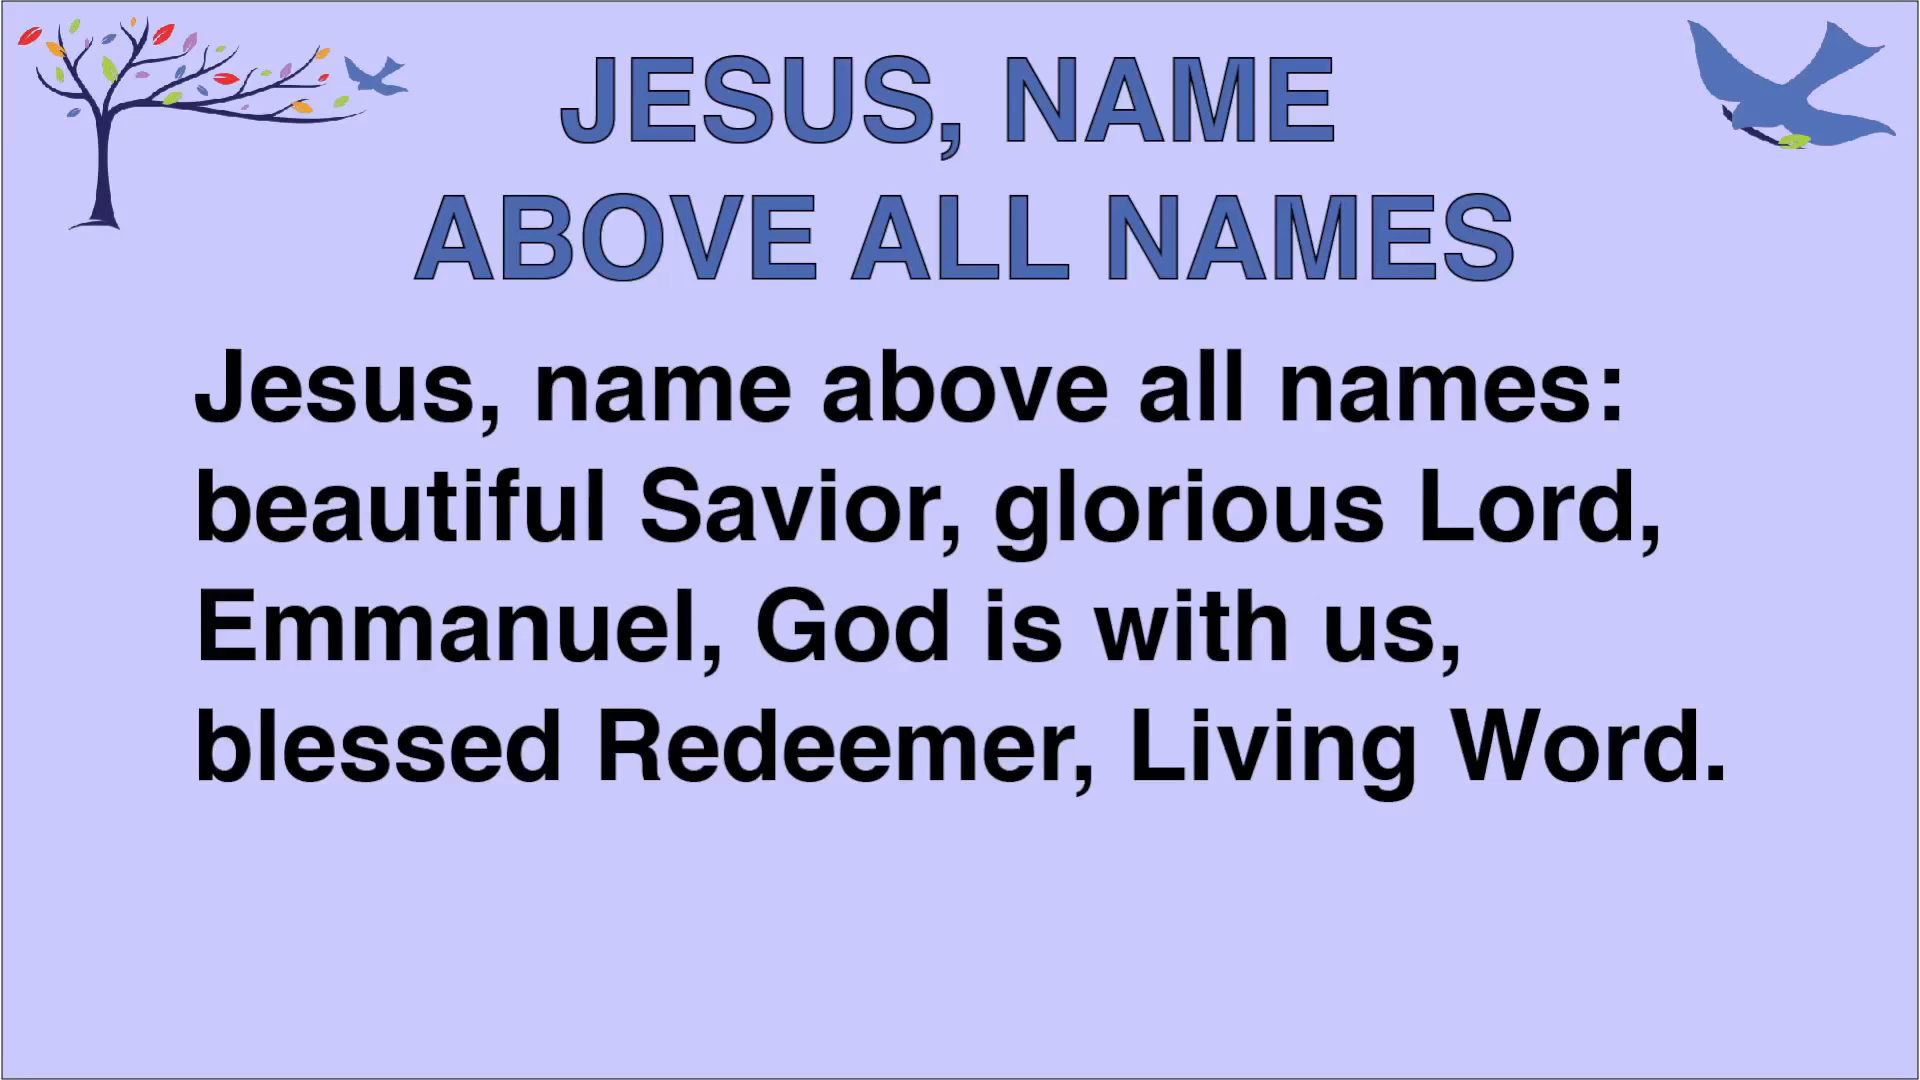 JESUS, NAME
ABOVE ALL NAMES
Jesus, name above all names:
beautiful Savior, glorious Lord,
Emmanuel, God is with us,
blessed Redeemer, Living Word.